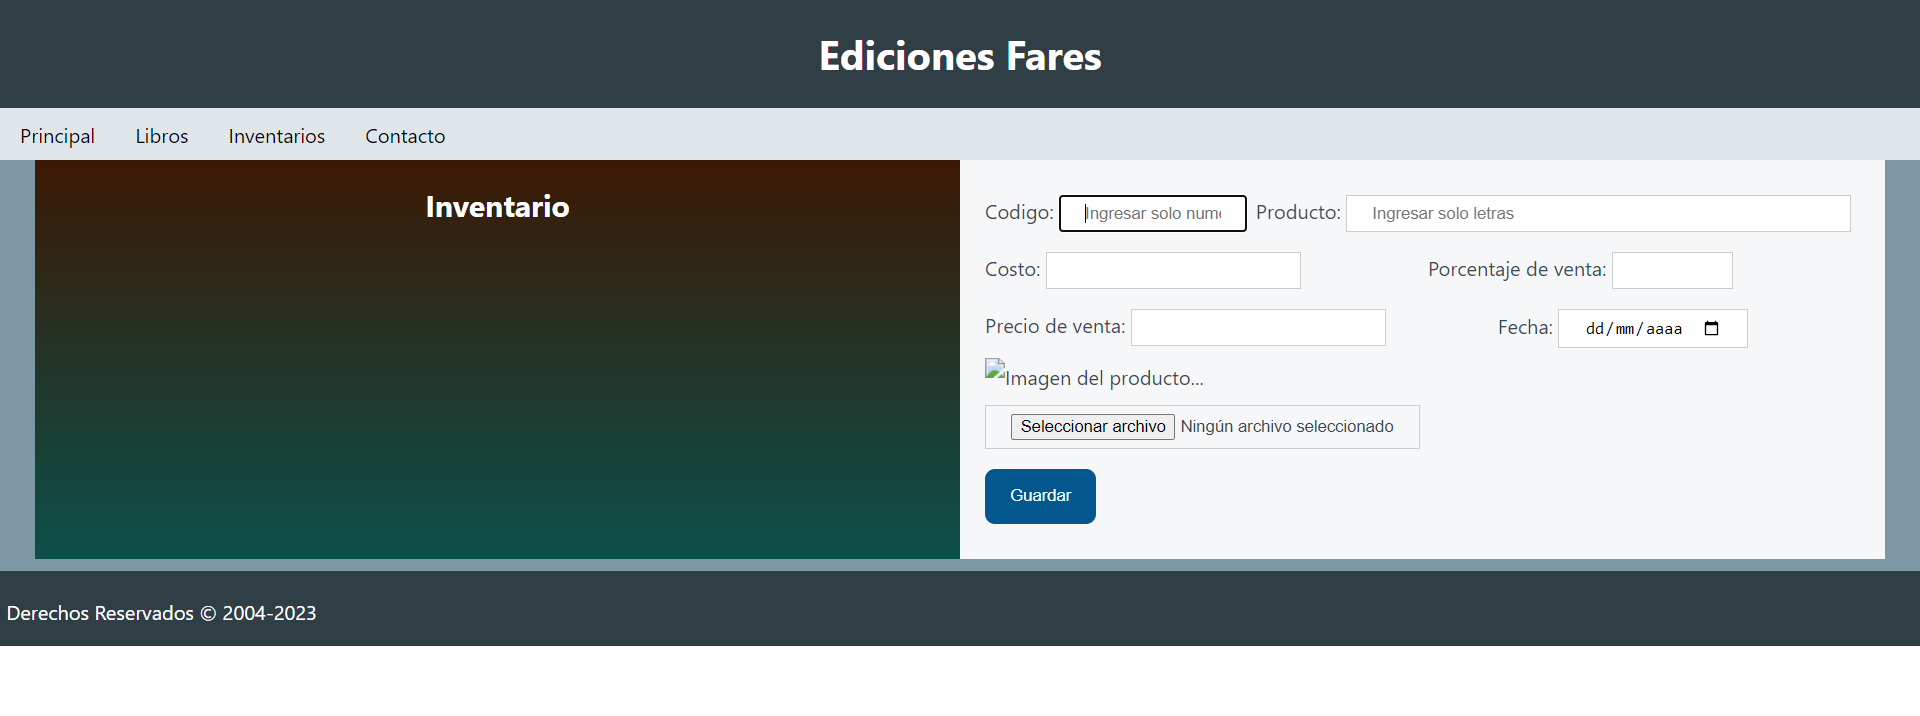 Ediciones Fares
Principal Libros Inventarios Contacto
Inventario
Codigo: Ingresar solo num Producto: Ingresar solo letras
Costo: Porcentaje de venta:
Precio de venta: Fecha: dd/mm/aaaa
Imagen del producto...
Seleccionar archivo Ningún archivo seleccionado
Guardar
Derechos Reservados © 2004-2023